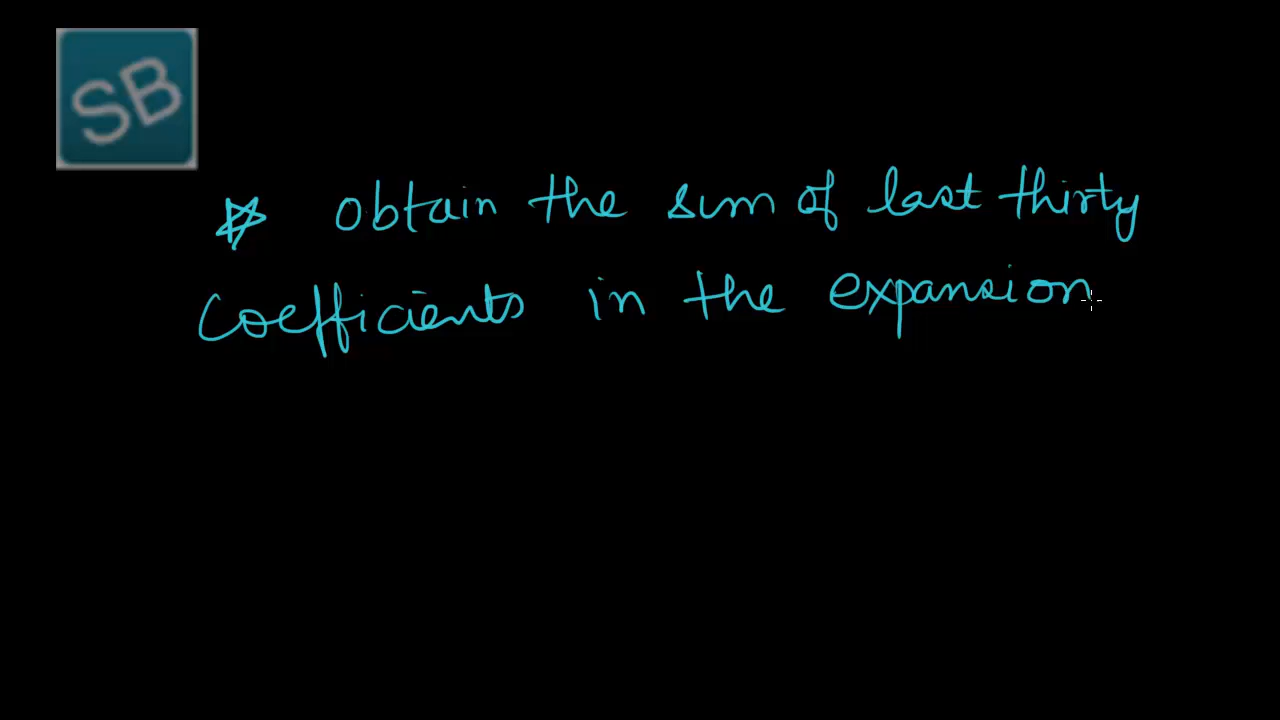 SB
obtain the sum of last thirty
coefficients in the expansion